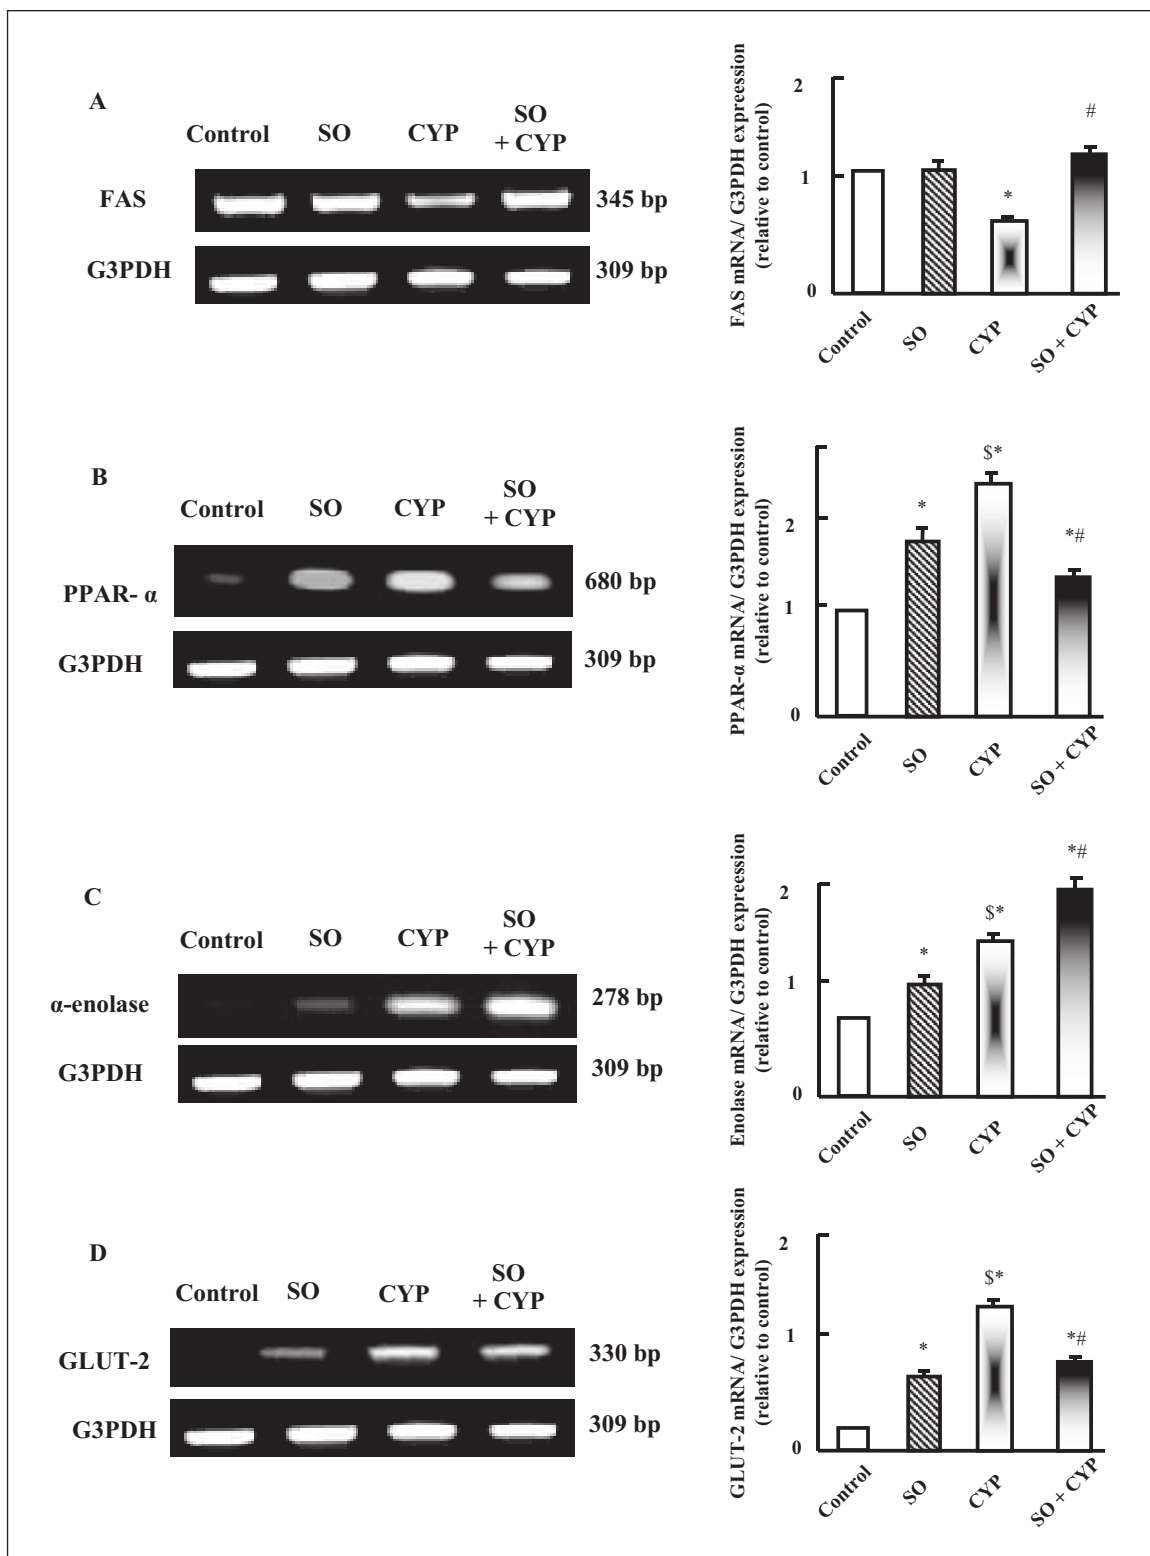 A
Control SO CYP SO
+ CYP
FAS 345 bp
G3PDH 309 bp
FAS mRNA/ G3PDH expreession
(relative to control)
2
1
0
*
#
Control SO CYP SO + CYP
B
Control SO CYP SO
+ CYP
PPAR- α 680 bp
G3PDH 309 bp
PPAR-α mRNA/ G3PDH expression
(relative to control)
2
1
0
*
$*
*#
Control SO CYP SO + CYP
C
Control SO CYP SO
+ CYP
α-enolase 278 bp
G3PDH 309 bp
Enolase mRNA/ G3PDH expression
(relative to control)
2
1
0
*
$*
*#
Control SO CYP SO + CYP
D
Control SO CYP SO
+ CYP
GLUT-2 330 bp
G3PDH 309 bp
GLUT-2 mRNA/ G3PDH expression
(relative to control)
2
1
0
*
$*
*#
Control SO CYP SO + CYP